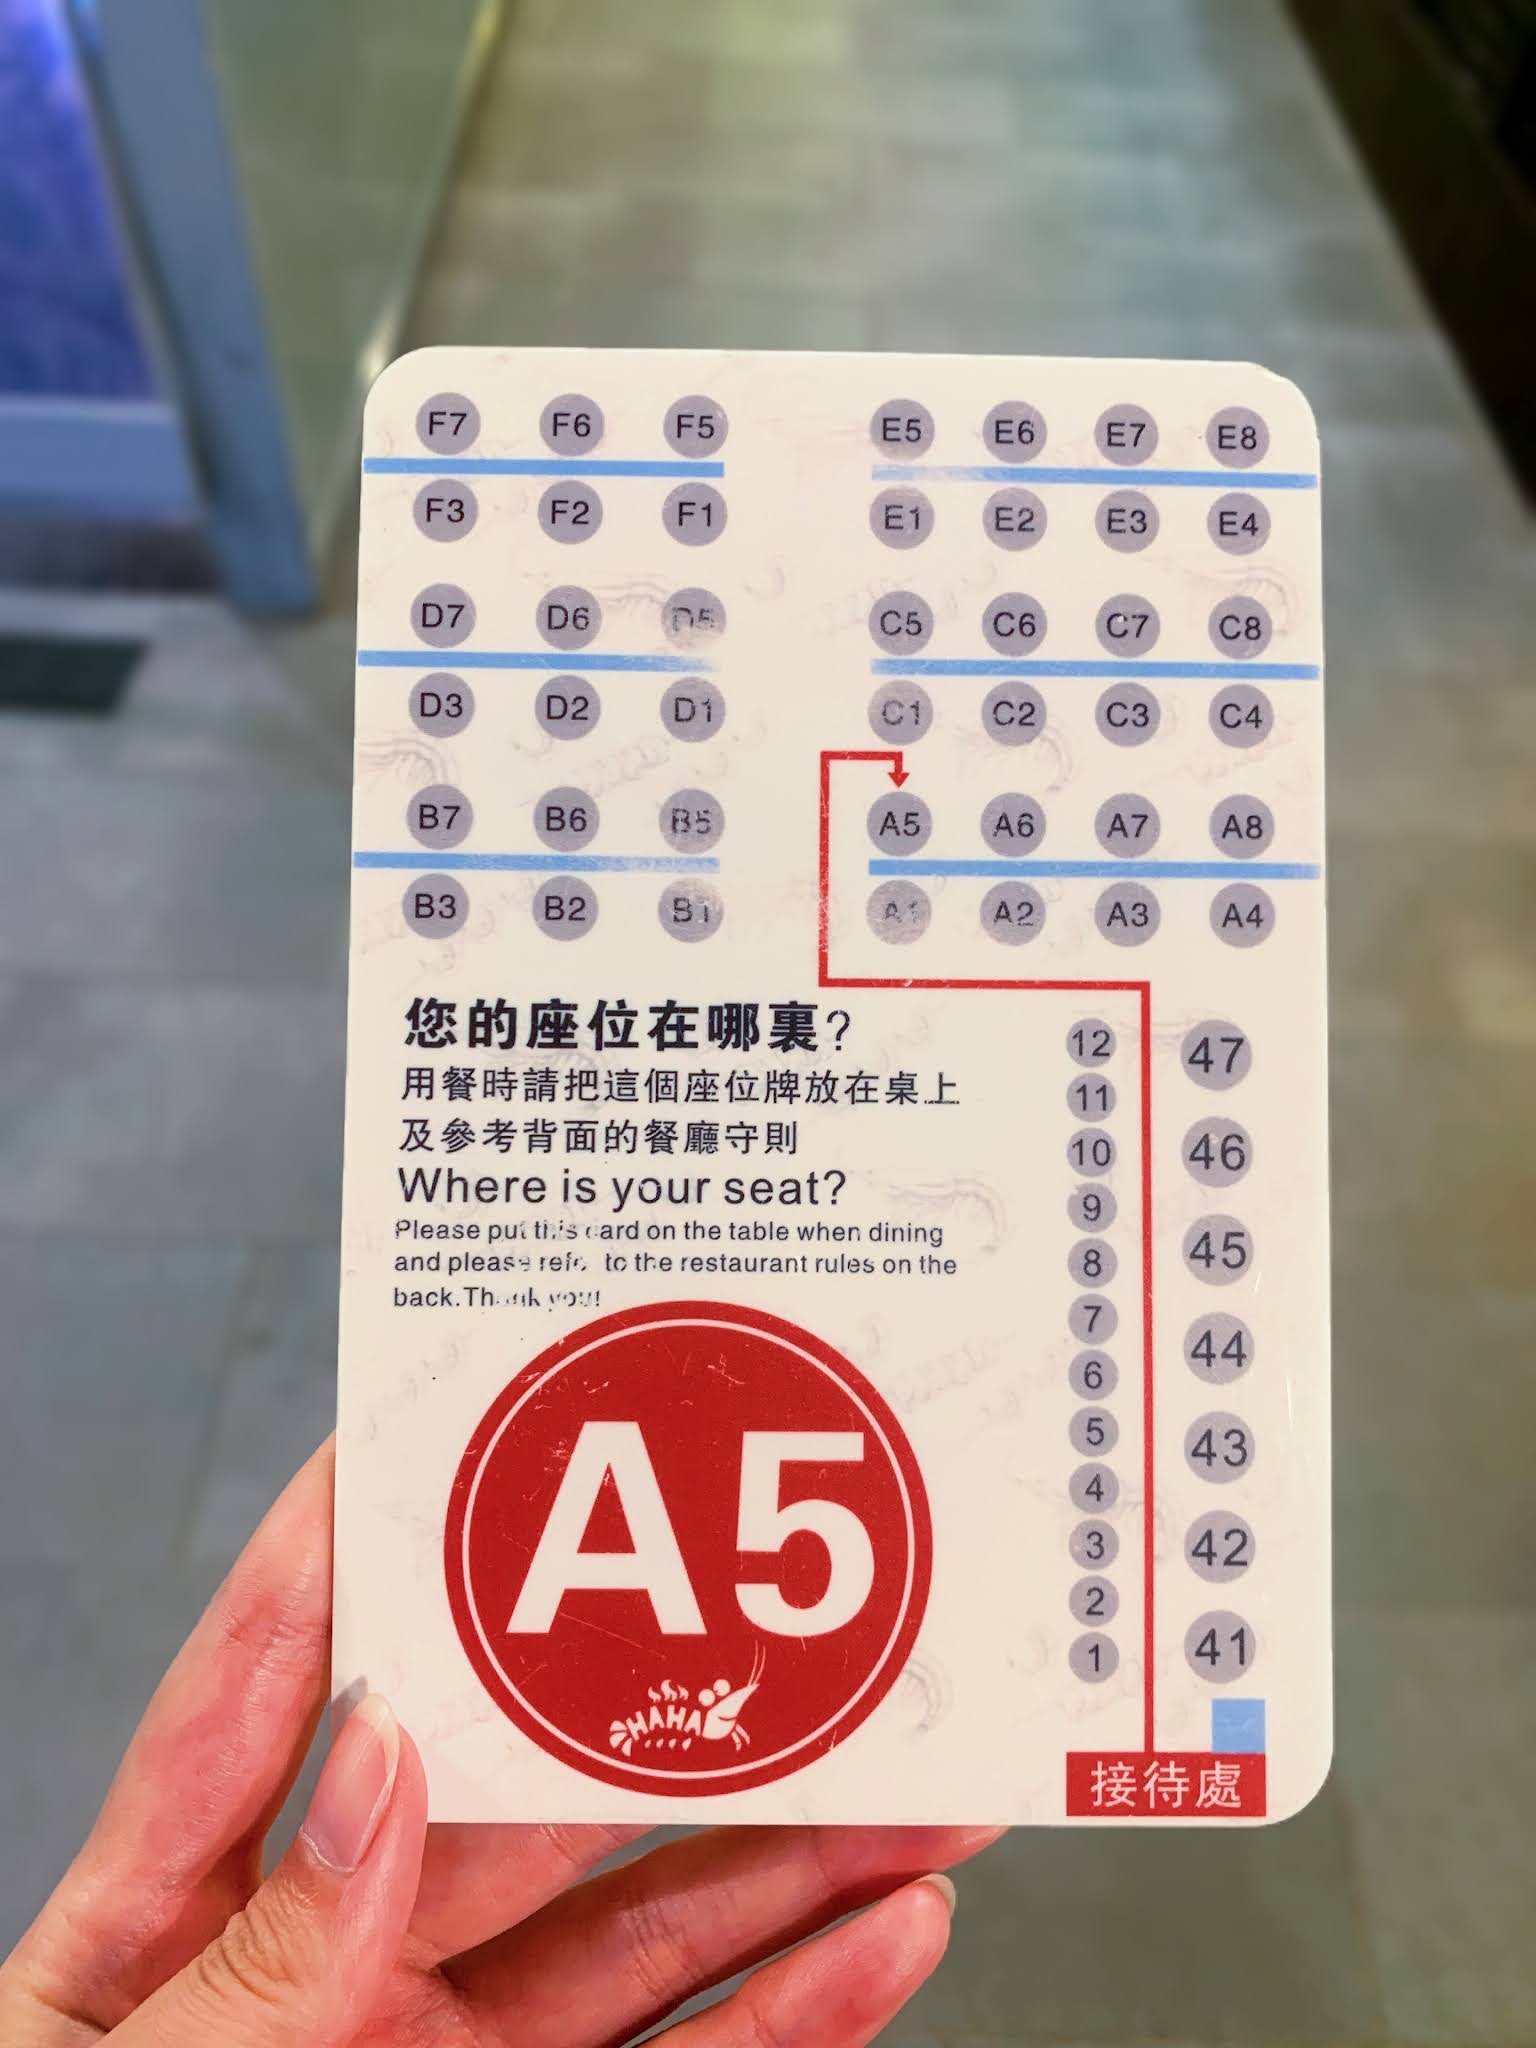 F7 F6 F5 E5 E6 E7 E8
F3 F2 F1 E1 E2 E3 E4
D7 D6 D5 C5 C6 C7 C8
D3 D2 D1 C1 C2 C3 C4
B7 B6 B5 A5 A6 A7 A8
B3 B2 B1 A1 A2 A3 A4
您的座位在哪裏?
用餐時請把這個座位牌放在桌上
及參考背面的餐廳守則
Where is your seat?
Please put this card on the table when dining
and please refer to the restaurant rules on the
back.Thank you!
A5
HAHA
12
11
10
9
8
7
6
5
4
3
2
1
47
46
45
44
43
42
41
接待處